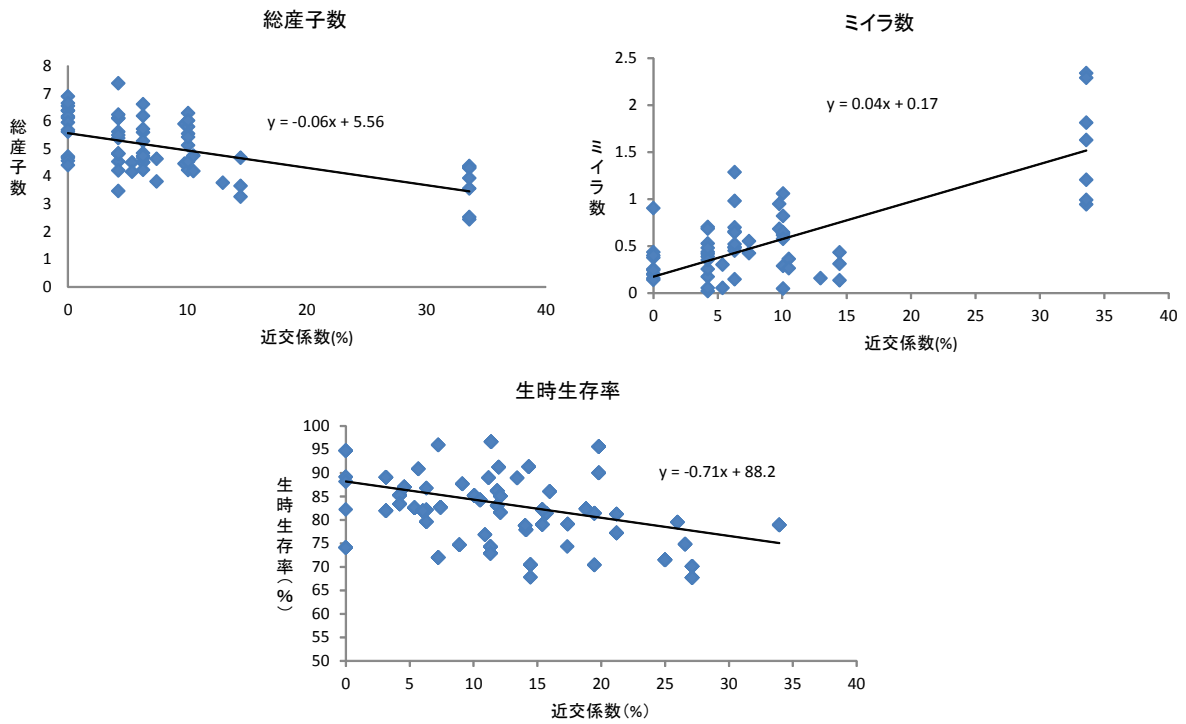 総産子数
8
7
6
5
4
3
2
1
0
総産子数
y = -0.06x + 5.56
0 10 20 30 40
近交係数(%)
ミイラ数
2.5
2
1.5
1
0.5
0
ミイラ数
y = 0.04x + 0.17
0 5 10 15 20 25 30 35 40
近交係数(%)
生時生存率
100
95
90
85
80
75
70
65
60
55
50
生時生存率(%)
y = -0.71x + 88.2
0 5 10 15 20 25 30 35 40
近交係数(%)